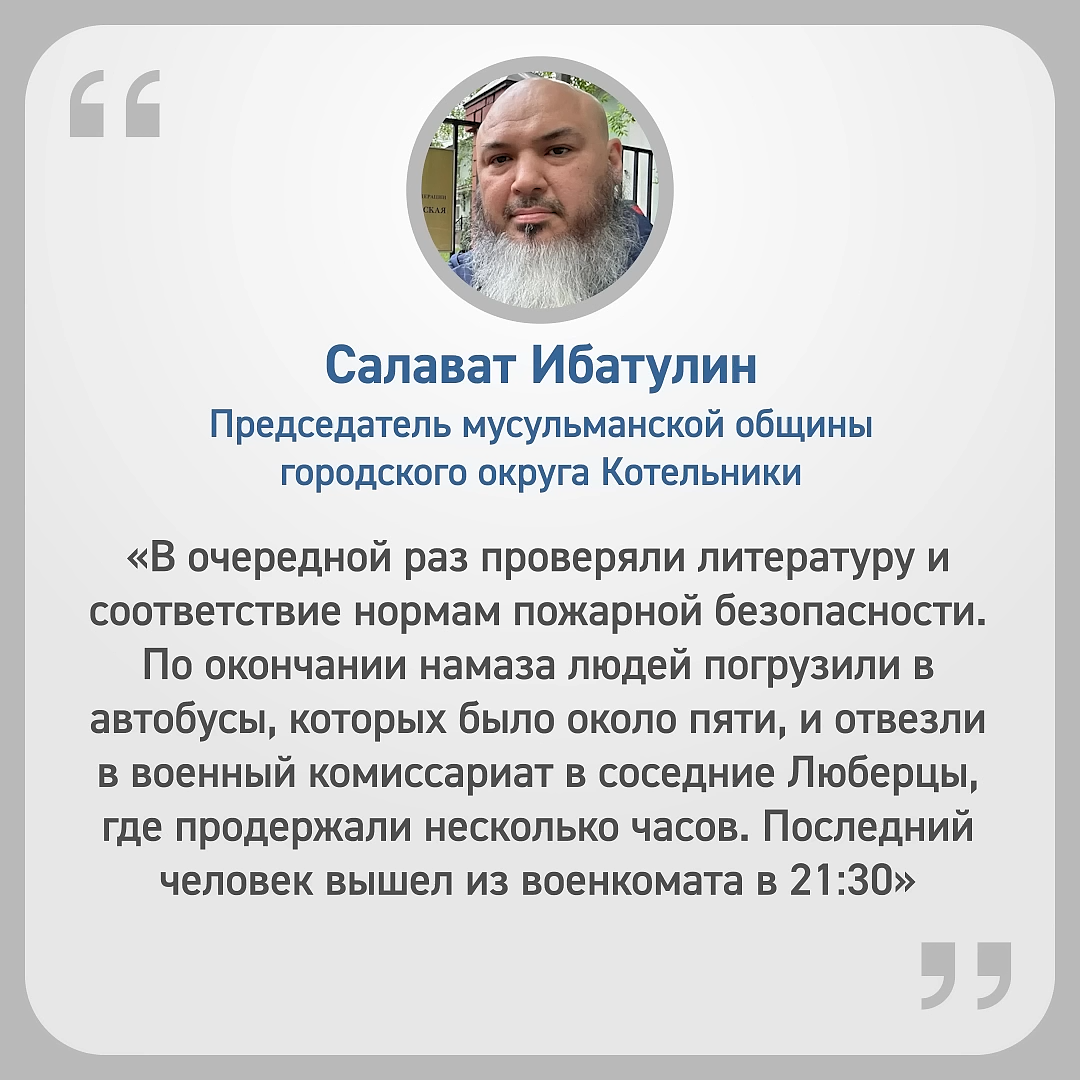 СКАЯ
Салават Ибатулин
Председатель мусульманской общины
городского округа Котельники
«В очередной раз проверяли литературу и
соответствие нормам пожарной безопасности.
По окончании намаза людей погрузили в
автобусы, которых было около пяти, и отвезли
в военный комиссариат в соседние Люберцы,
где продержали несколько часов. Последний
человек вышел из военкомата в 21:30»